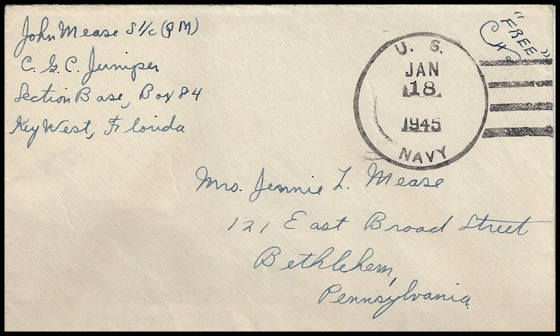 John Mease S1/c (PM)
C. G. C. Juniper
Section Base, Box 84
Key West, Florida
U. S.
JAN
18
1945
NAVY
"FREE"
Mrs. Jennie L. Mease
121 East Broad Street
Bethlehem,
Pennsylvania